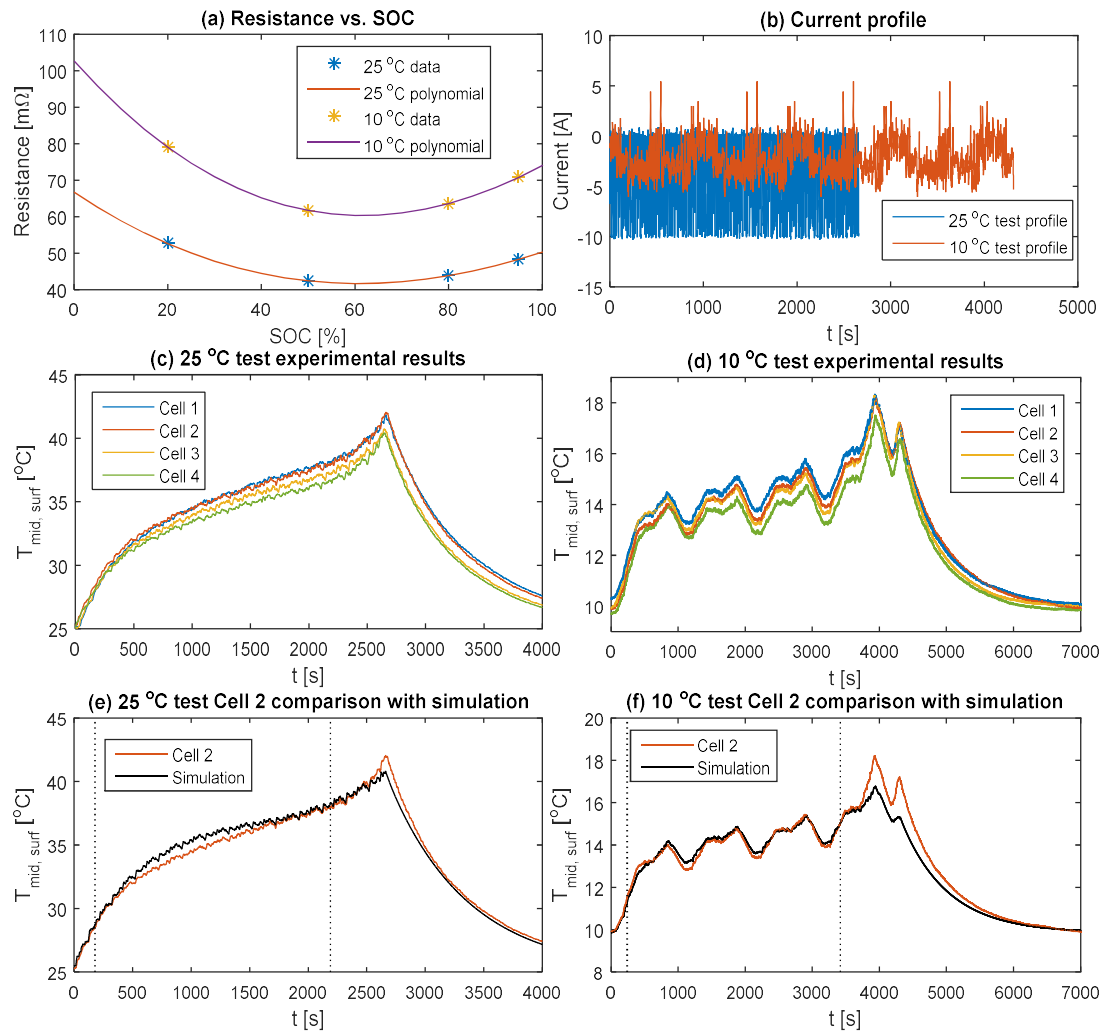 (a) Resistance vs. SOC
110
100
90
80
70
60
50
40
Resistance [mΩ]
0 20 40 60 80 100
SOC [%]
25 °C data
25 °C polynomial
10 °C data
10 °C polynomial
(b) Current profile
10
5
0
-5
-10
-15
Current [A]
0 1000 2000 3000 4000 5000
t [s]
25 °C test profile
10 °C test profile
(c) 25 °C test experimental results
45
40
35
30
25
Tmid, surf [°C]
0 500 1000 1500 2000 2500 3000 3500 4000
t [s]
Cell 1
Cell 2
Cell 3
Cell 4
(d) 10 °C test experimental results
18
16
14
12
10
Tmid, surf [°C]
0 1000 2000 3000 4000 5000 6000 7000
t [s]
Cell 1
Cell 2
Cell 3
Cell 4
(e) 25 °C test Cell 2 comparison with simulation
45
40
35
30
25
Tmid, surf [°C]
0 500 1000 1500 2000 2500 3000 3500 4000
t [s]
Cell 2
Simulation
(f) 10 °C test Cell 2 comparison with simulation
20
18
16
14
12
10
8
Tmid, surf [°C]
0 1000 2000 3000 4000 5000 6000 7000
t [s]
Cell 2
Simulation